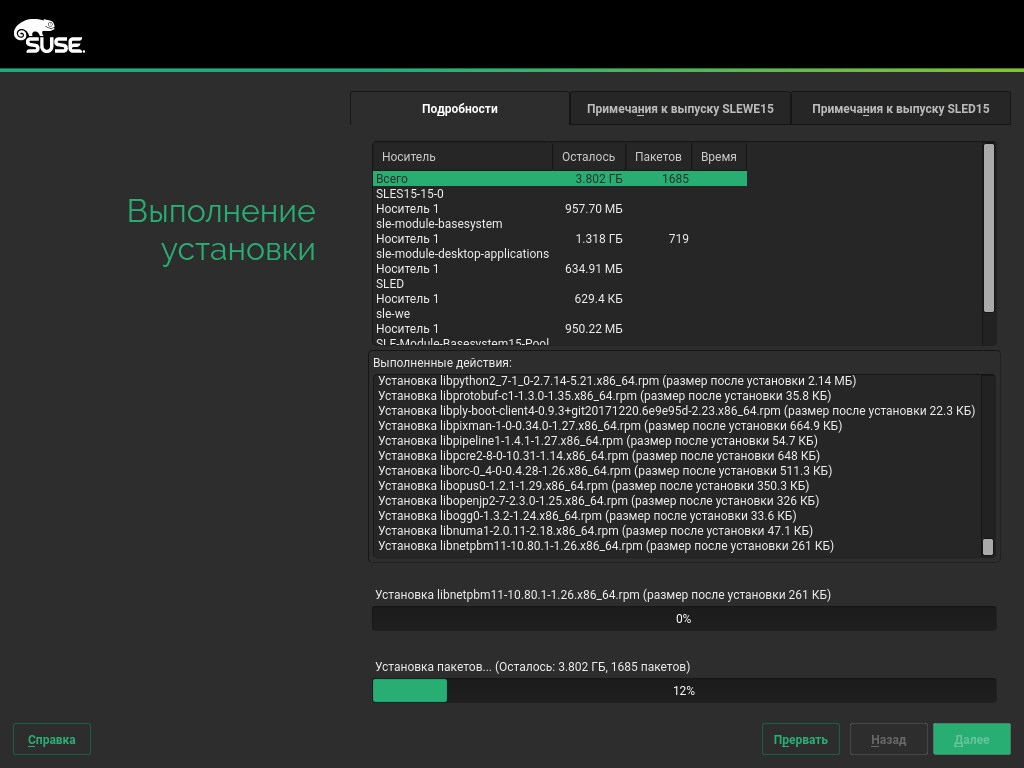 SUSE.
Подробности
Примечания к выпуску SLEWE15
Примечания к выпуску SLED15
Выполнение
установки
Носитель Осталось Пакетов Время
Всего 3.802 ГБ 1685
SLES15-15-0
Носитель 1 957.70 МБ
sle-module-basesystem
Носитель 1 1.318 ГБ 719
sle-module-desktop-applications
Носитель 1 634.91 МБ
SLED
Носитель 1 629.4 КБ
sle-we
Носитель 1 950.22 МБ
SLE-Module-Basesystem15-Pool
Выполненные действия:
Установка libpython2_7-1_0-2.7.14-5.21.x86_64.rpm (размер после установки 2.14 МБ)
Установка libprotobuf-c1-1.3.0-1.35.x86_64.rpm (размер после установки 35.8 КБ)
Установка libply-boot-client4-0.9.3+git20171220.6e9e95d-2.23.x86_64.rpm (размер после установки 22.3 КБ)
Установка libpixman-1-0-0.34.0-1.27.x86_64.rpm (размер после установки 664.9 КБ)
Установка libpipeline1-1.4.1-1.27.x86_64.rpm (размер после установки 54.7 КБ)
Установка libpcre2-8-0-10.31-1.14.x86_64.rpm (размер после установки 648 КБ)
Установка liborc-0_4-0-0.4.28-1.26.x86_64.rpm (размер после установки 511.3 КБ)
Установка libopus0-1.2.1-1.29.x86_64.rpm (размер после установки 350.3 КБ)
Установка libopenjp2-7-2.3.0-1.25.x86_64.rpm (размер после установки 326 КБ)
Установка libogg0-1.3.2-1.24.x86_64.rpm (размер после установки 33.6 КБ)
Установка libnuma1-2.0.11-2.18.x86_64.rpm (размер после установки 47.1 КБ)
Установка libnetpbm11-10.80.1-1.26.x86_64.rpm (размер после установки 261 КБ)
Установка libnetpbm11-10.80.1-1.26.x86_64.rpm (размер после установки 261 КБ)
0%
Установка пакетов... (Осталось: 3.802 ГБ, 1685 пакетов)
12%
Справка Прервать Назад Далее